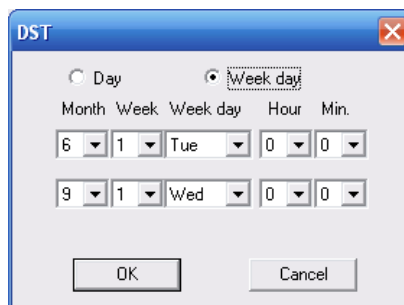 DST
Day Week day
Month Week Week day Hour Min.
6 1 Tue 0 0
9 1 Wed 0 0
OK Cancel